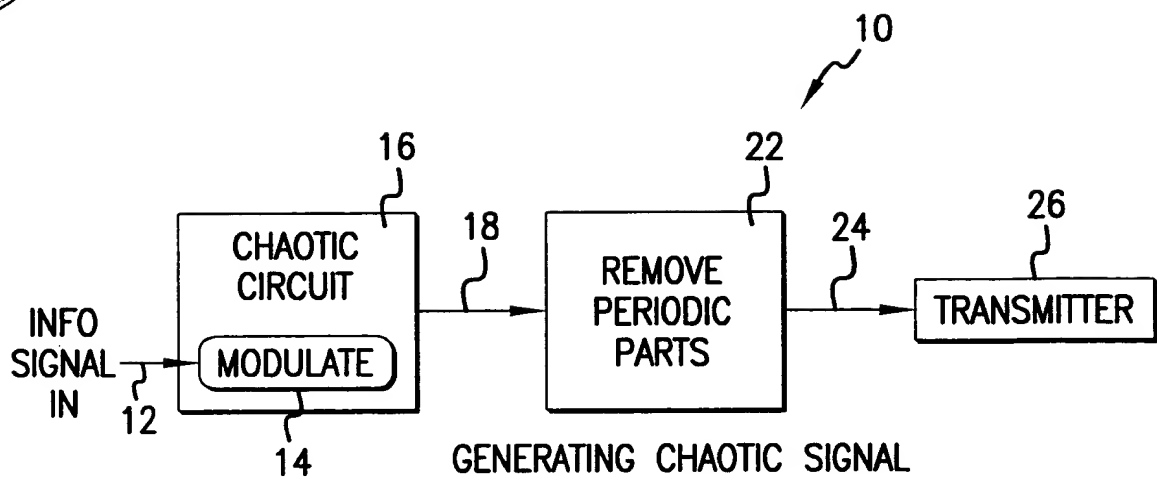 10
16
22
CHAOTIC
CIRCUIT
18
REMOVE
PERIODIC
PARTS
24
26
TRANSMITTER
INFO
SIGNAL
IN
12
MODULATE
14
GENERATING CHAOTIC SIGNAL